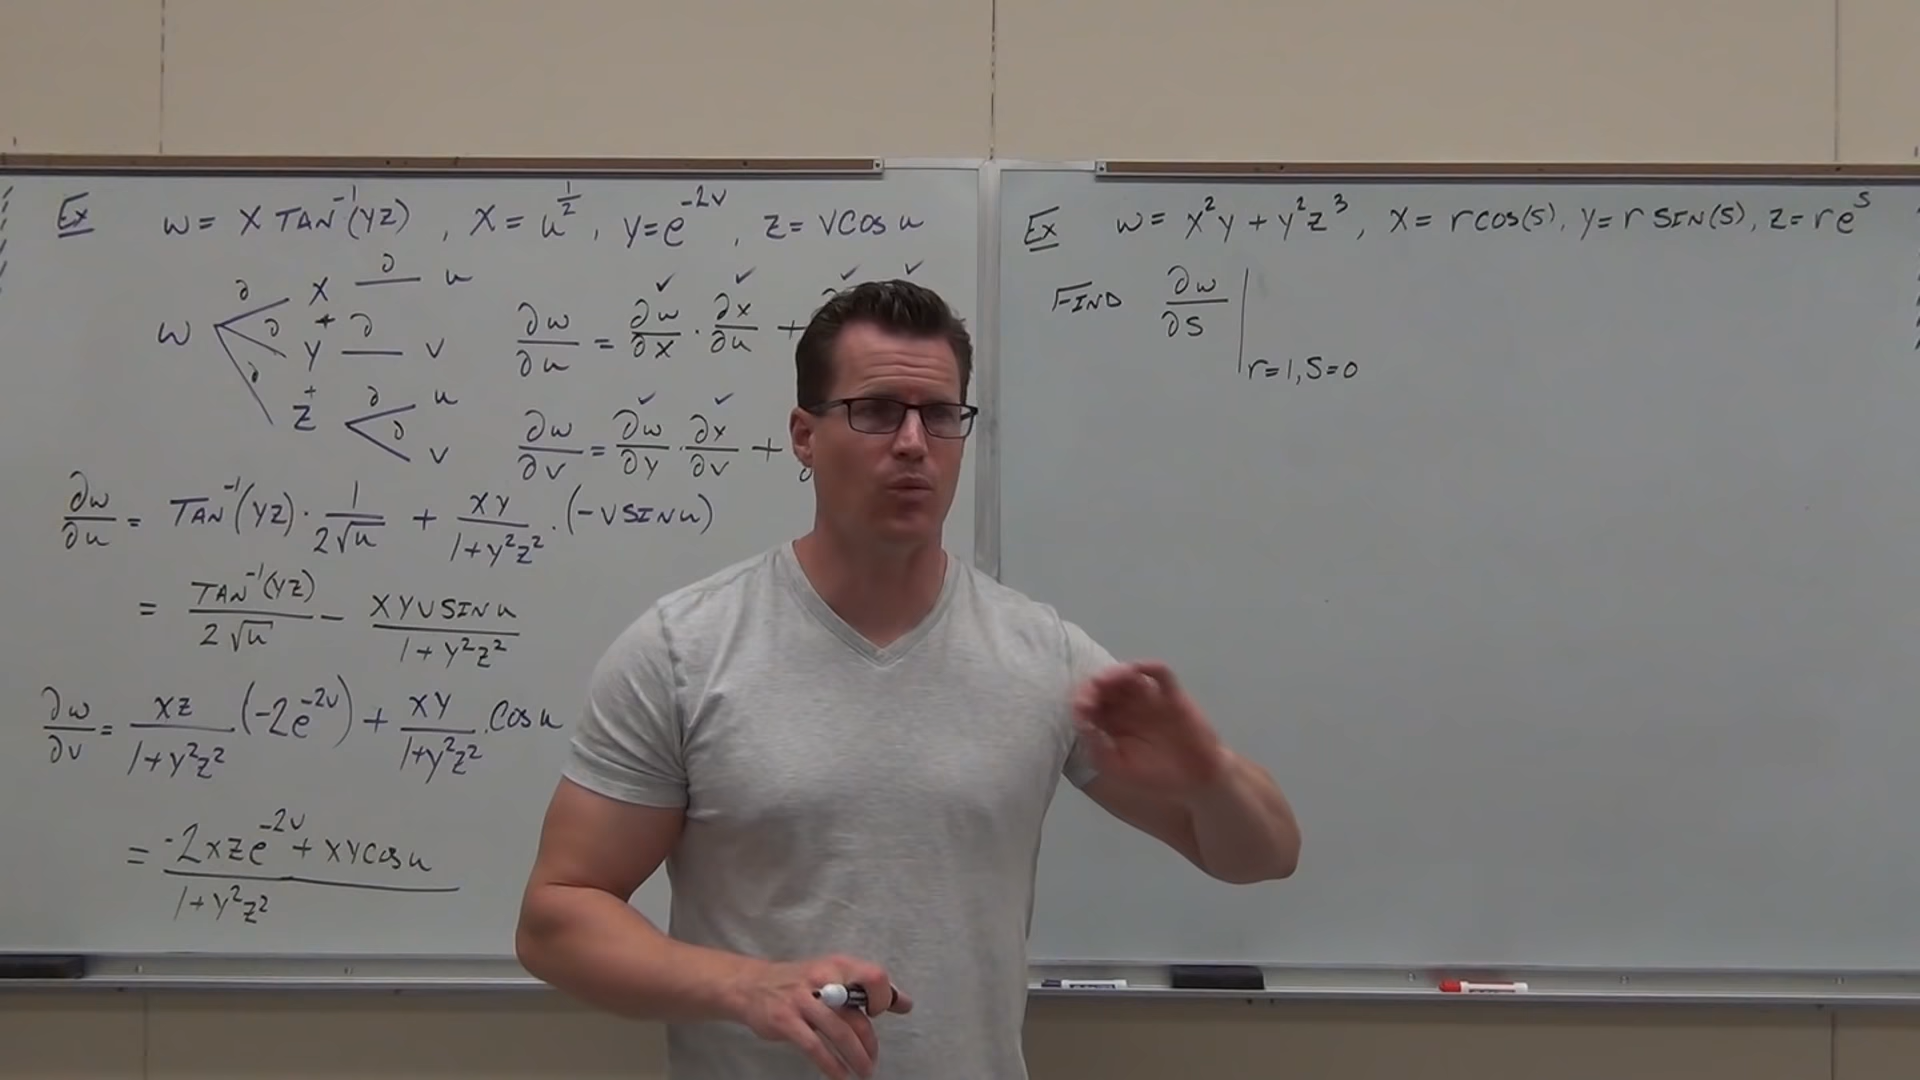 Ex w = x TAN⁻¹(yz), x = u^(1/2), y = e^(-2v), z = v cos u
w
∂ x ∂ u
∂ y ∂ v
∂ z ∂ u
∂ v
∂w/∂u = ∂w/∂x · ∂x/∂u +
∂w/∂v = ∂w/∂y · ∂x/∂v +
∂w/∂u = TAN⁻¹(yz) · 1/(2√u) + xy/(1+y²z²) · (-v SIN u)
= TAN⁻¹(yz)/(2√u) - xyv SIN u/(1+y²z²)
∂w/∂v = xz/(1+y²z²) (-2e^(-2v)) + xy/(1+y²z²) · cos u
= (-2xze^(-2v) + xy cos u)/(1+y²z²)
Ex w = x²y + y²z³, x = r cos(s), y = r SIN(s), z = re^s
FIND ∂w/∂s | r=1, s=0